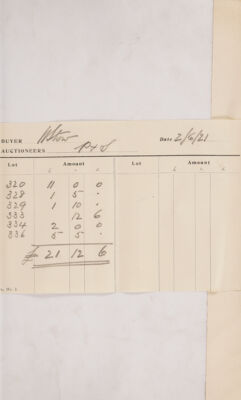 BUYER W Stow Date 2/6/21
AUCTIONEERS P & S
Lot Amount Lot Amount
£ s. d. £ s. d.
320 11 0 0
328 1 5 .
329 1 10 .
333 12 6
334 2 0 0
336 5 5 .
£ 21 12 6